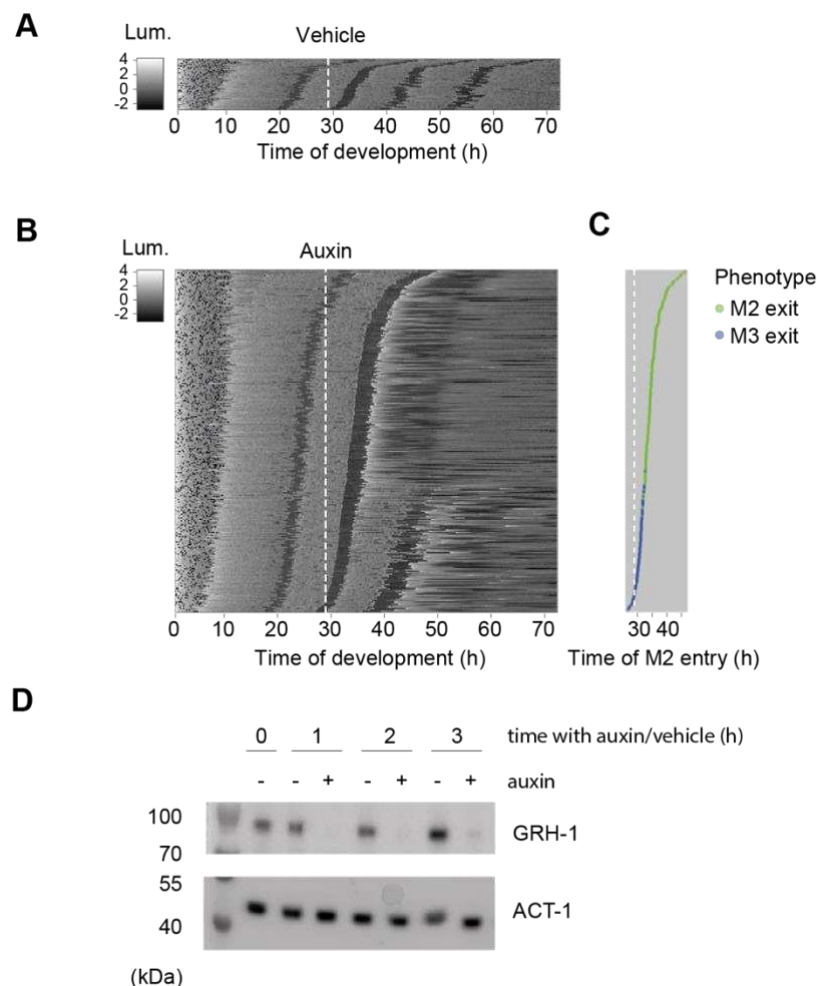 A
Lum.
Vehicle
4
2
0
-2
0 10 20 30 40 50 60 70
Time of development (h)
B
C
Lum.
Auxin
4
2
0
-2
Phenotype
M2 exit
M3 exit
0 10 20 30 40 50 60 70
30 40
Time of development (h)
Time of M2 entry (h)
D
0 1 2 3 time with auxin/vehicle (h)
- - + - + - + auxin
100
GRH-1
70
55
ACT-1
40
(kDa)